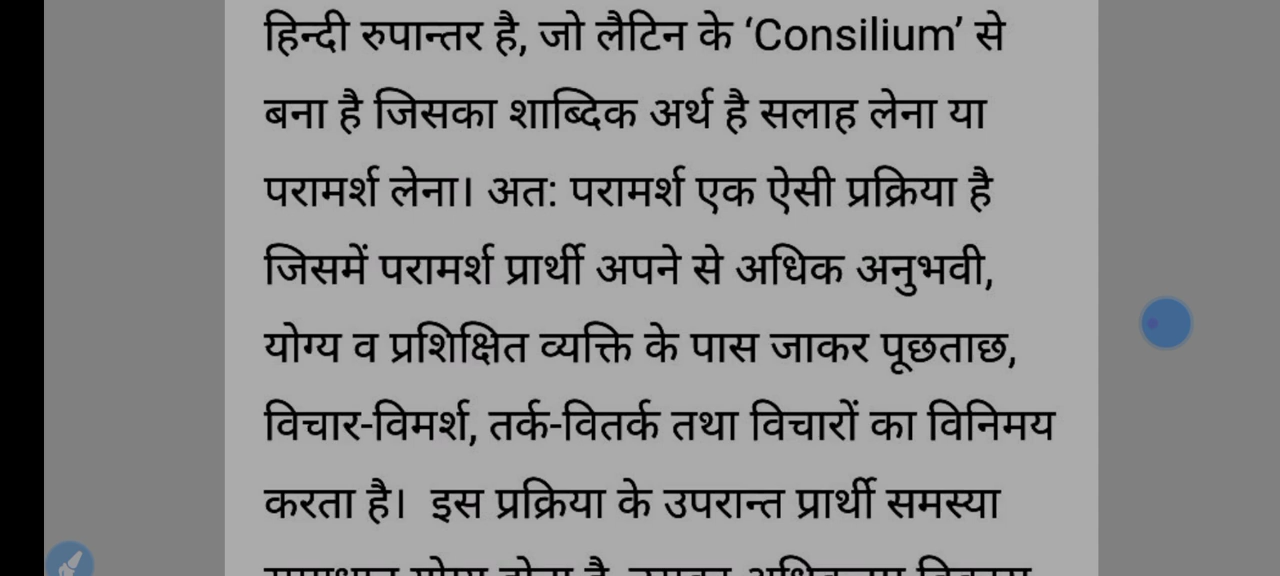 हिन्दी रुपान्तर है, जो लैटिन के ‘Consilium’ से
बना है जिसका शाब्दिक अर्थ है सलाह लेना या
परामर्श लेना। अत: परामर्श एक ऐसी प्रक्रिया है
जिसमें परामर्श प्रार्थी अपने से अधिक अनुभवी,
योग्य व प्रशिक्षित व्यक्ति के पास जाकर पूछताछ,
विचार-विमर्श, तर्क-वितर्क तथा विचारों का विनिमय
करता है।  इस प्रक्रिया के उपरान्त प्रार्थी समस्या